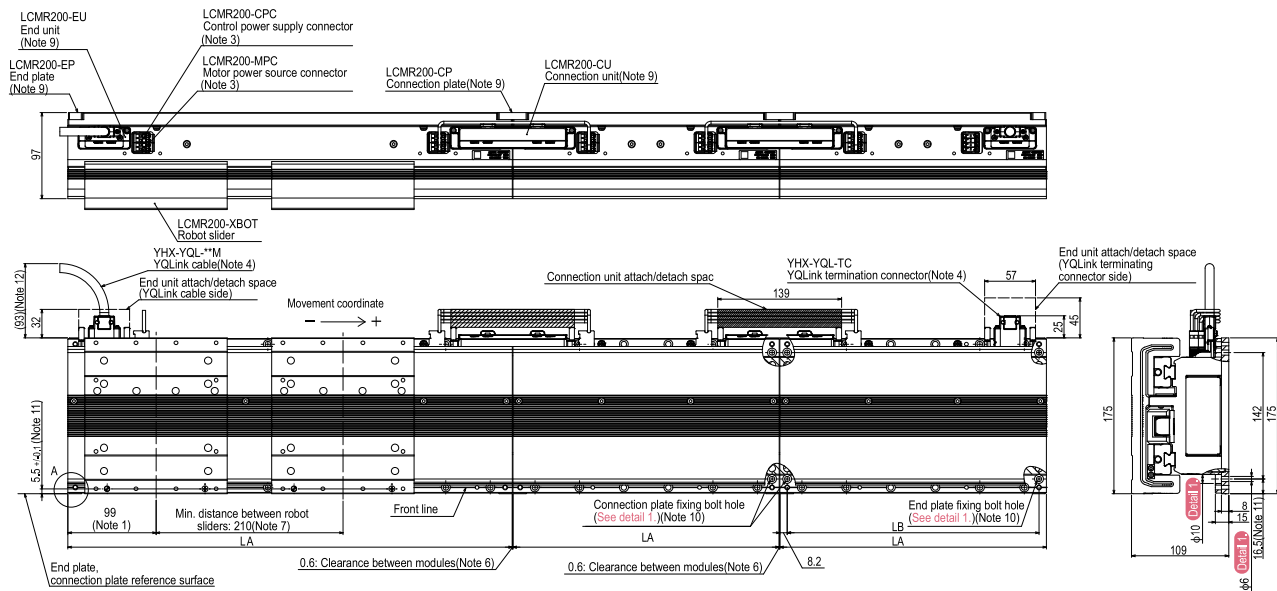 LCMR200-EU
End unit
(Note 9)
LCMR200-CPC
Control power supply connector
(Note 3)
LCMR200-MPC
Motor power source connector
(Note 3)
LCMR200-EP
End plate
(Note 9)
LCMR200-CP
Connection plate(Note 9)
LCMR200-CU
Connection unit(Note 9)
97
LCMR200-XBOT
Robot slider
YHX-YQL-**M
YQLink cable(Note 4)
End unit attach/detach space
(YQLink cable side)
(93)(Note 12)
32
Movement coordinate
− +
Connection unit attach/detach spac
139
YHX-YQL-TC
YQLink termination connector(Note 4)
57
End unit attach/detach space
(YQLink terminating
connector side)
25
45
5.5 +/-0.1(Note 11)
A
99
(Note 1)
Min. distance between robot
sliders: 210(Note 7)
Front line
Connection plate fixing bolt hole
(See detail 1.)(Note 10)
End plate fixing bolt hole
(See detail 1.)(Note 10)
LA
LA
LB
LA
End plate,
connection plate reference surface
0.6: Clearance between modules(Note 6)
0.6: Clearance between modules(Note 6)
8.2
175
142
175
109
8
15
16.5(Note 11)
φ10 Detail 1.
φ6 Detail 1.